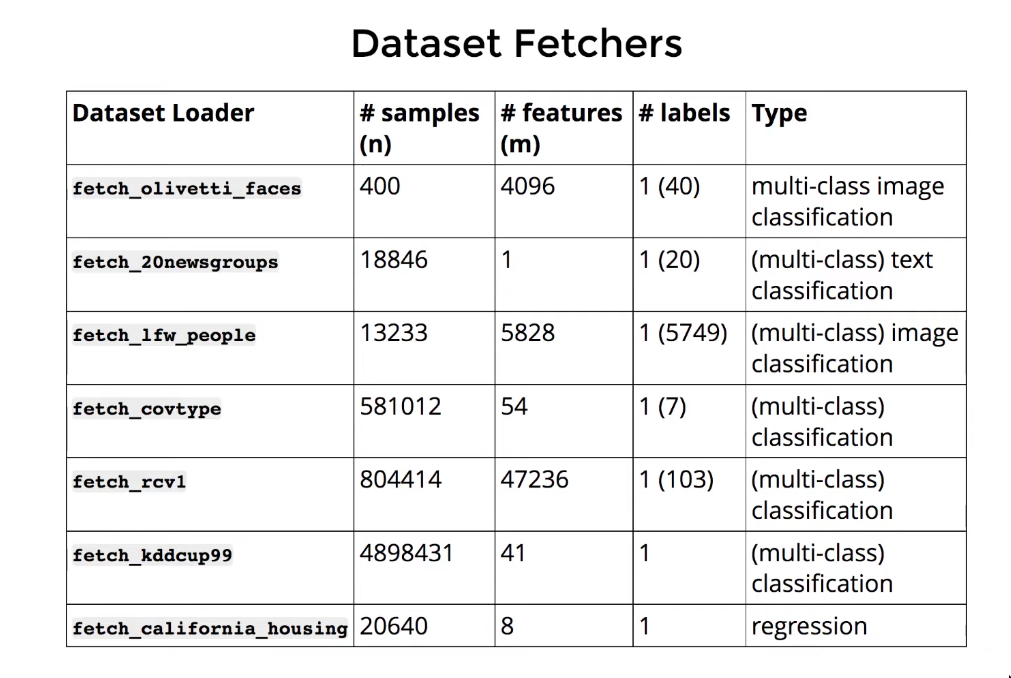 Dataset Fetchers
Dataset Loader # samples (n) # features (m) # labels Type
fetch_olivetti_faces 400 4096 1 (40) multi-class image classification
fetch_20newsgroups 18846 1 1 (20) (multi-class) text classification
fetch_lfw_people 13233 5828 1 (5749) (multi-class) image classification
fetch_covtype 581012 54 1 (7) (multi-class) classification
fetch_rcv1 804414 47236 1 (103) (multi-class) classification
fetch_kddcup99 4898431 41 1 (multi-class) classification
fetch_california_housing 20640 8 1 regression